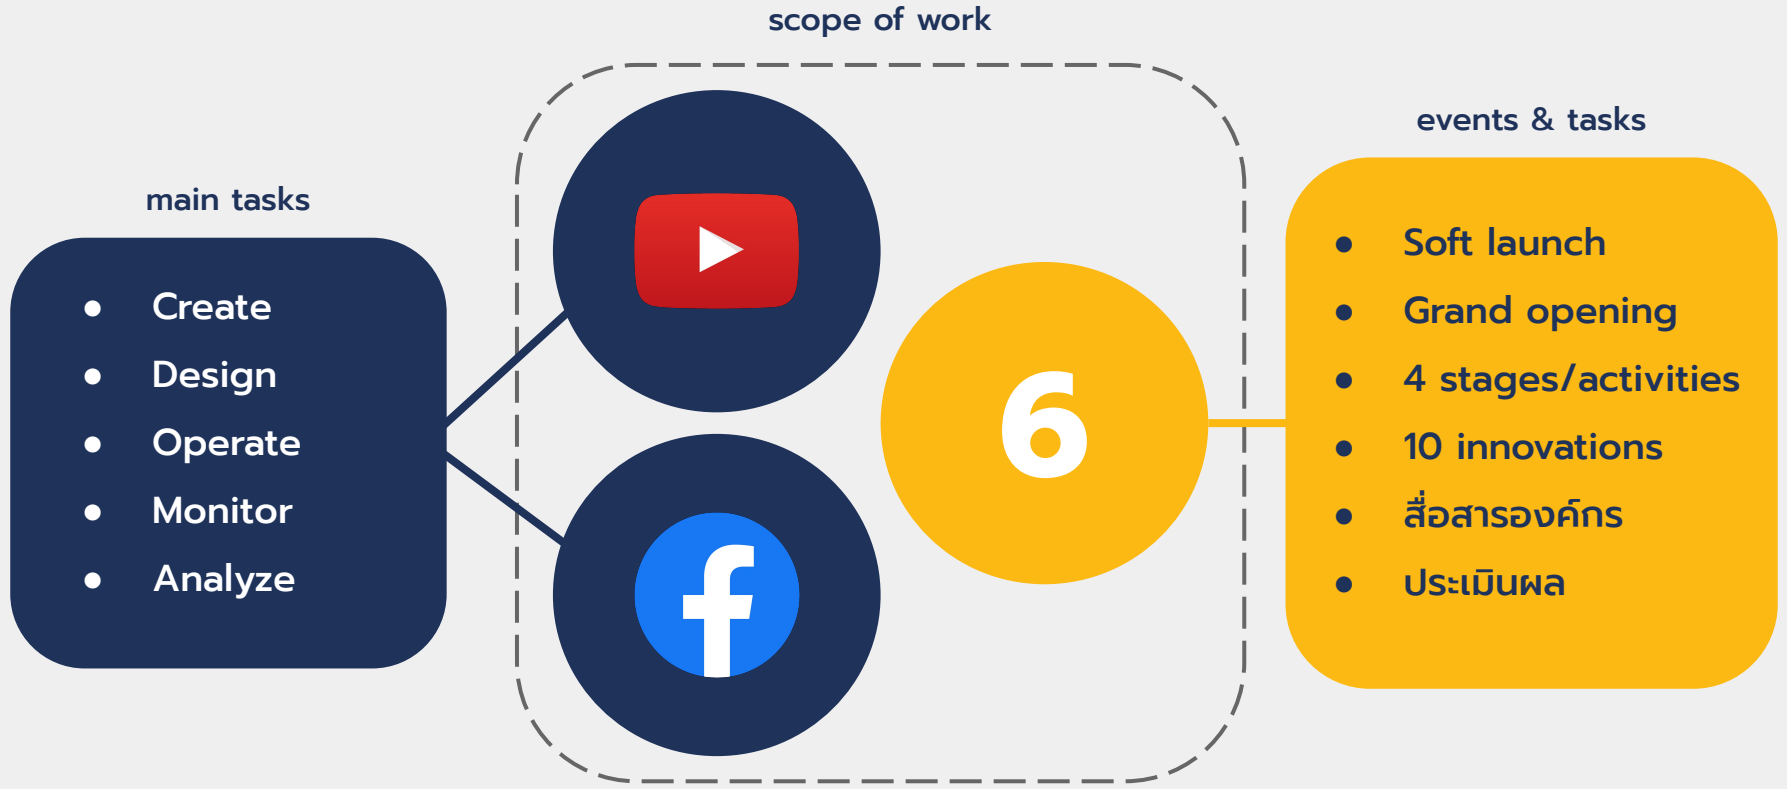 scope of work
main tasks
Create
Design
Operate
Monitor
Analyze
6
events & tasks
Soft launch
Grand opening
4 stages/activities
10 innovations
สื่อสารองค์กร
ประเมินผล